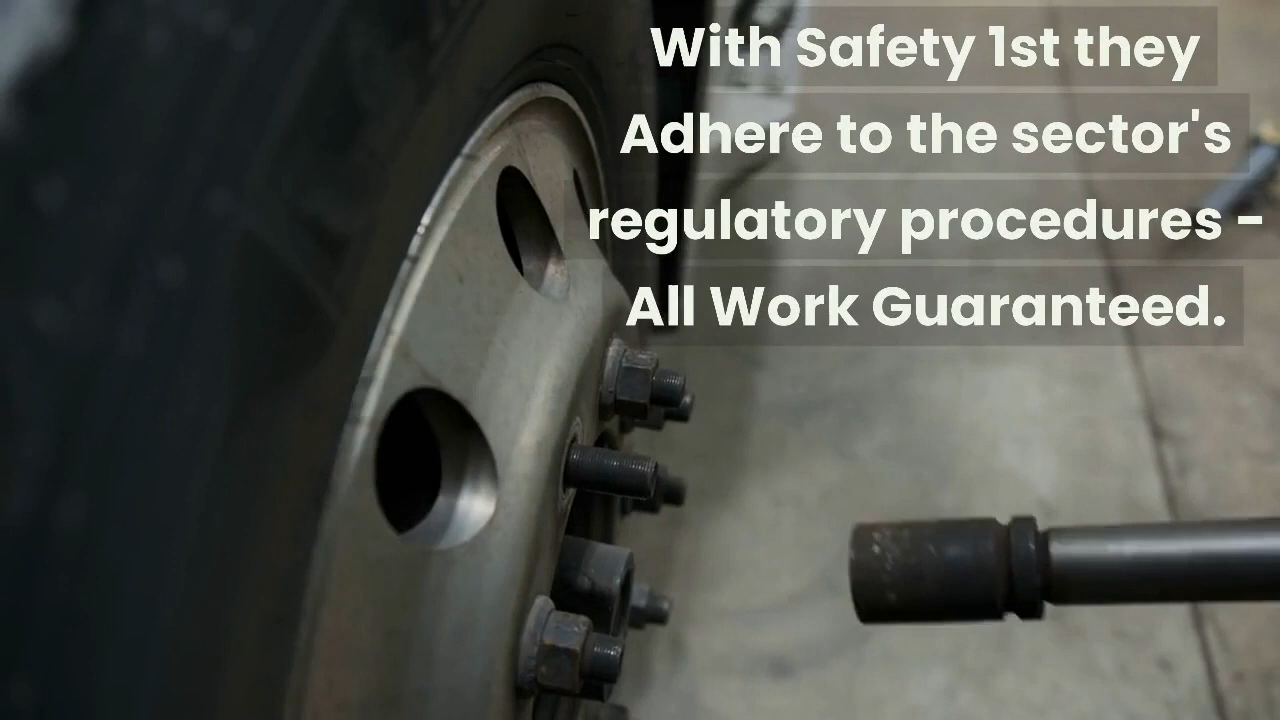 With Safety 1st they
Adhere to the sector's
regulatory procedures -
All Work Guaranteed.